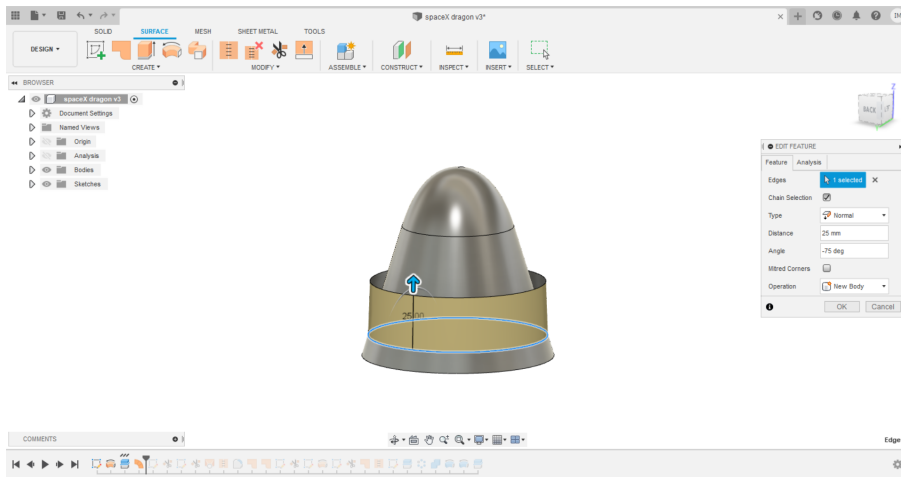 spaceX dragon v3*
SOLID SURFACE MESH SHEET METAL TOOLS
DESIGN
CREATE MODIFY ASSEMBLE CONSTRUCT INSPECT INSERT SELECT
BROWSER
spaceX dragon v3
Document Settings
Named Views
Origin
Analysis
Bodies
Sketches
Z
BACK
EDIT FEATURE
Feature Analysis
Edges 1 selected
Chain Selection
Type Normal
Distance 25 mm
Angle -75 deg
Mitred Corners
Operation New Body
OK Cancel
25.00
COMMENTS
Edge